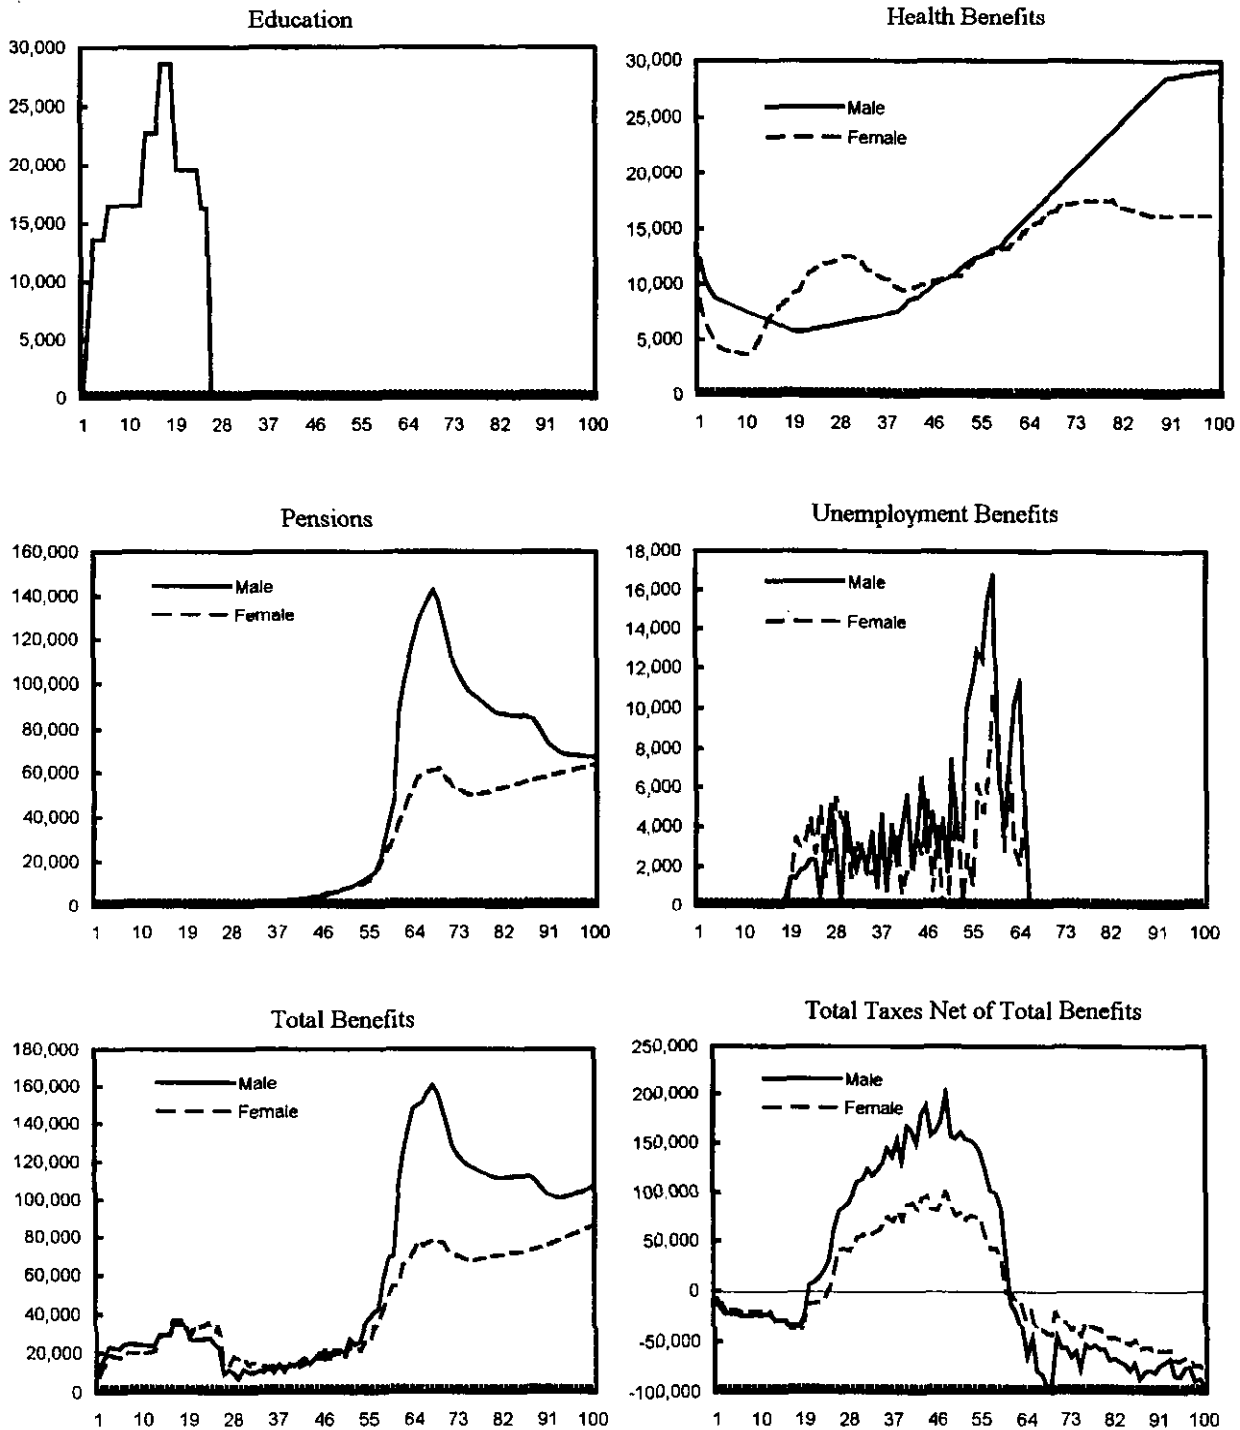 Education
30,000
25,000
20,000
15,000
10,000
5,000
0
1 10 19 28 37 46 55 64 73 82 91 100
Health Benefits
30,000
25,000
20,000
15,000
10,000
5,000
0
Male
Female
1 10 19 28 37 46 55 64 73 82 91 100
Pensions
160,000
140,000
120,000
100,000
80,000
60,000
40,000
20,000
0
Male
Female
1 10 19 28 37 46 55 64 73 82 91 100
Unemployment Benefits
18,000
16,000
14,000
12,000
10,000
8,000
6,000
4,000
2,000
0
Male
Female
1 10 19 28 37 46 55 64 73 82 91 100
Total Benefits
180,000
160,000
140,000
120,000
100,000
80,000
60,000
40,000
20,000
0
Male
Female
1 10 19 28 37 46 55 64 73 82 91 100
Total Taxes Net of Total Benefits
250,000
200,000
150,000
100,000
50,000
0
-50,000
-100,000
Male
Female
1 10 19 28 37 46 55 64 73 82 91 100